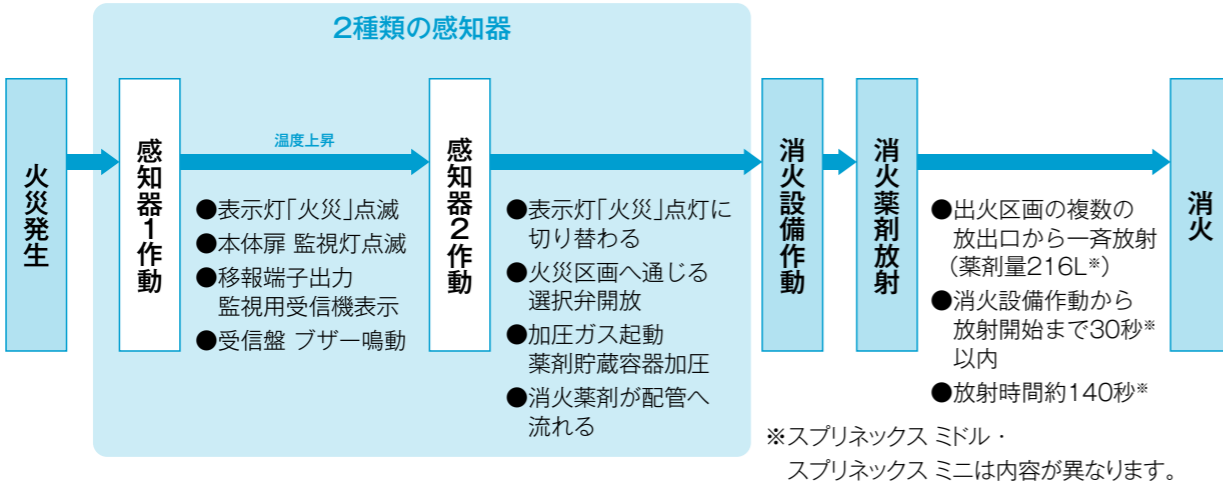 2種類の感知器
火災発生
感知器1作動
温度上昇
●表示灯「火災」点滅
●本体扉 監視灯点滅
●移報端子出力
監視用受信機表示
●受信盤 ブザー鳴動
感知器2作動
●表示灯「火災」点灯に
切り替わる
●火災区画へ通じる
選択弁開放
●加圧ガス起動
薬剤貯蔵容器加圧
●消火薬剤が配管へ
流れる
消火設備作動
消火薬剤放射
●出火区画の複数の
放出口から一斉放射
（薬剤量216L※）
●消火設備作動から
放射開始まで30秒※
以内
●放射時間約140秒※
消火
※スプリネックス ミドル・
スプリネックス ミニは内容が異なります。